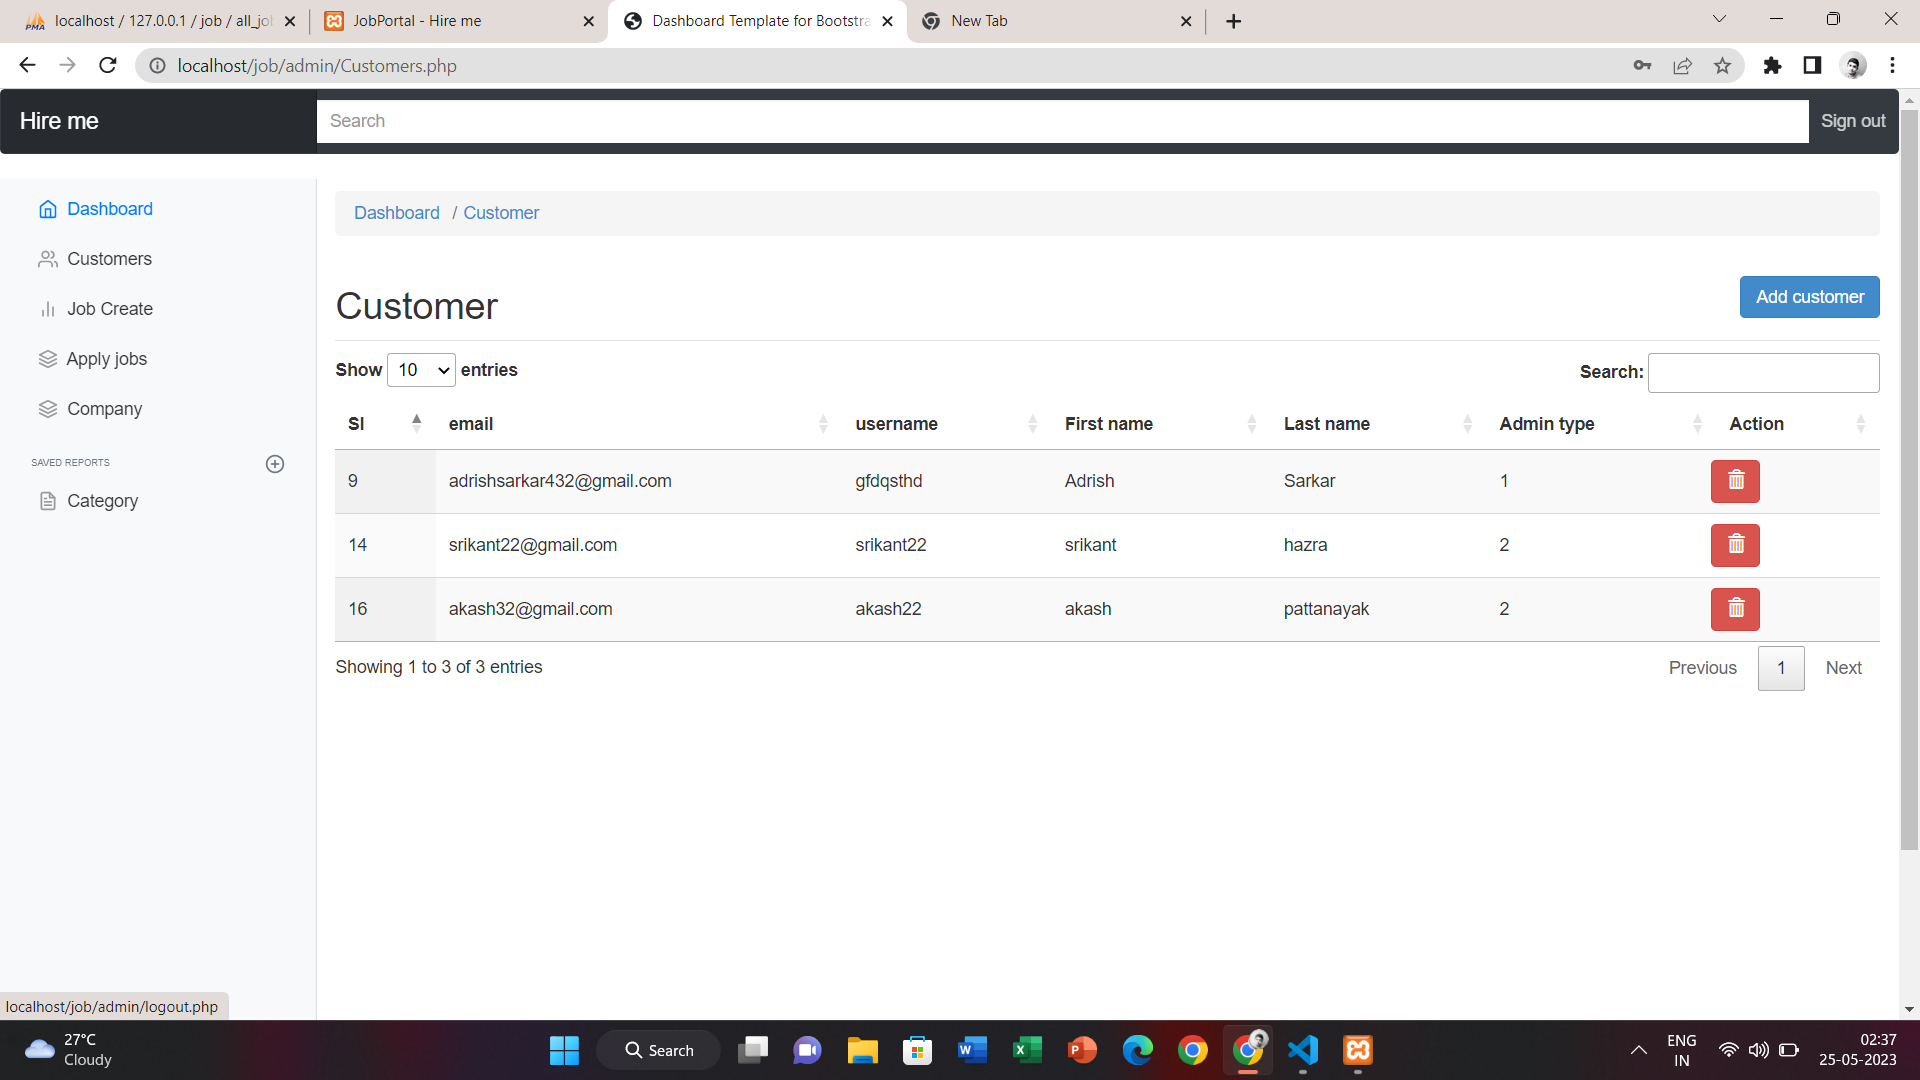 localhost / 127.0.0.1 / job / all_jo
JobPortal - Hire me
Dashboard Template for Bootstra
New Tab
localhost/job/admin/Customers.php
Hire me
Search
Sign out
Dashboard
Customers
Job Create
Apply jobs
Company
SAVED REPORTS
Category
Dashboard / Customer
Customer
Add customer
Show 10 entries
Search:
Sl email username First name Last name Admin type Action
9 adrishsarkar432@gmail.com gfdqsthd Adrish Sarkar 1
14 srikant22@gmail.com srikant22 srikant hazra 2
16 akash32@gmail.com akash22 akash pattanayak 2
Showing 1 to 3 of 3 entries
Previous 1 Next
localhost/job/admin/logout.php
27°C
Cloudy
Search
ENG
IN
02:37
25-05-2023